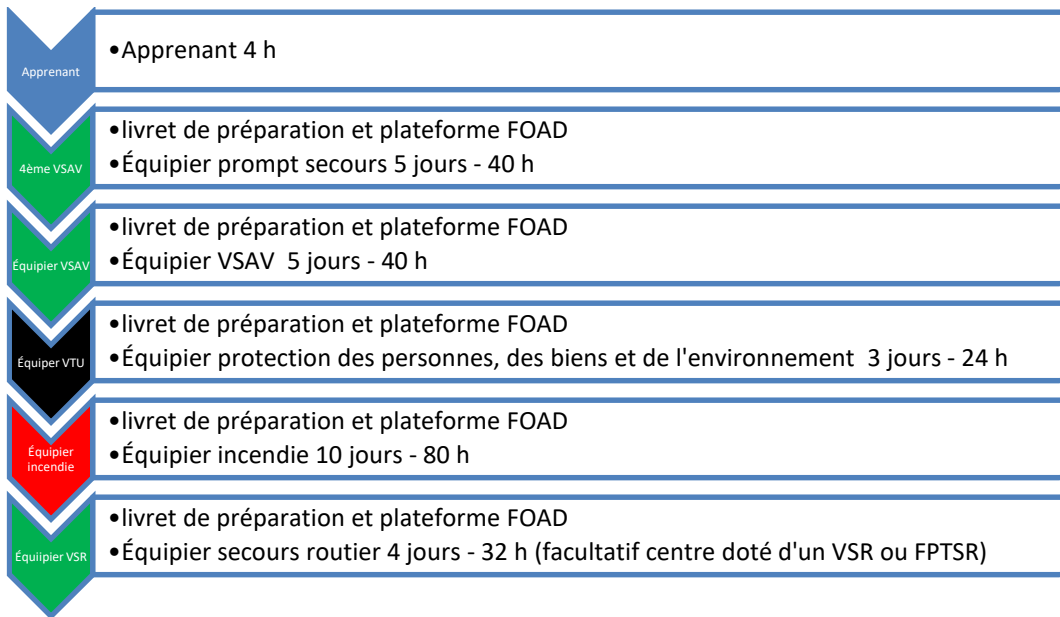 Apprenant
•Apprenant 4 h
4ème VSAV
•livret de préparation et plateforme FOAD
•Équipier prompt secours 5 jours - 40 h
Équipier VSAV
•livret de préparation et plateforme FOAD
•Équipier VSAV  5 jours - 40 h
Équiper VTU
•livret de préparation et plateforme FOAD
•Équipier protection des personnes, des biens et de l'environnement  3 jours - 24 h
Équipier
incendie
•livret de préparation et plateforme FOAD
•Équipier incendie 10 jours - 80 h
Équiipier VSR
•livret de préparation et plateforme FOAD
•Équipier secours routier 4 jours - 32 h (facultatif centre doté d'un VSR ou FPTSR)